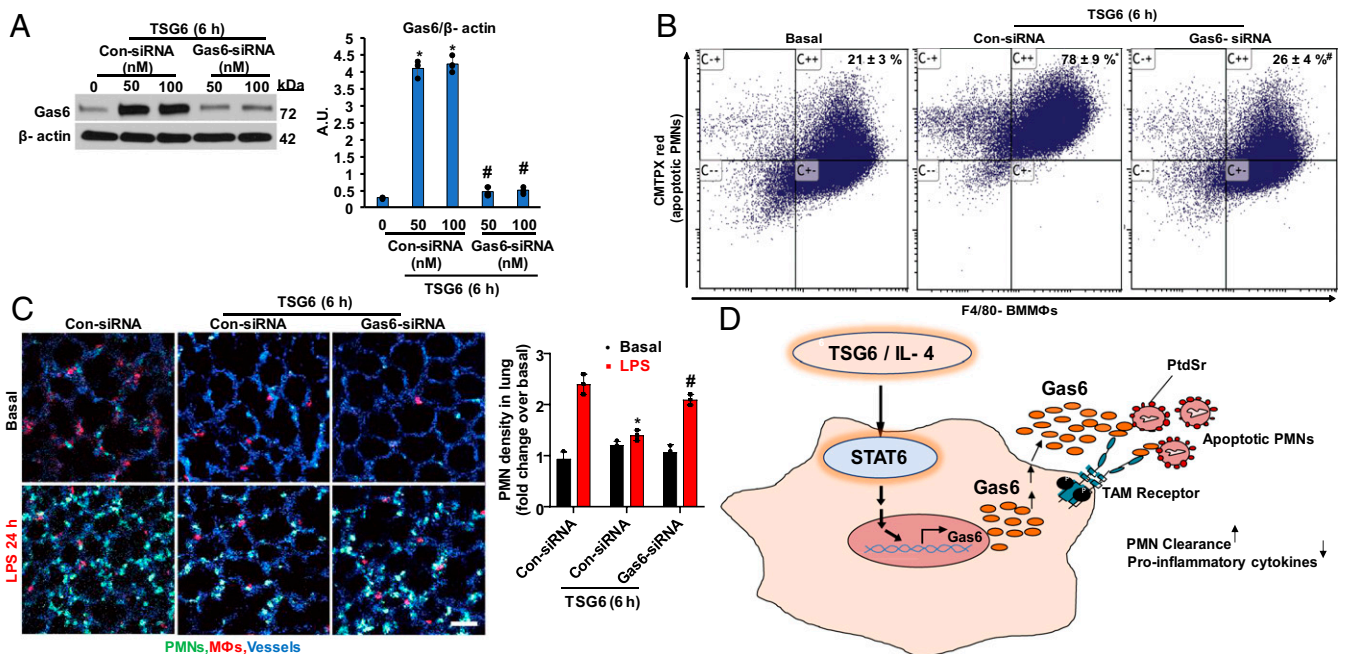 A
TSG6 (6 h)
Con-siRNA Gas6-siRNA
(nM) (nM)
0 50 100 50 100 kDa
Gas6 72
β- actin 42
Gas6/β- actin
A.U.
5
4.5
4
3.5
3
2.5
2
1.5
1
0.5
0
* * # #
0 50 100 50 100
Con-siRNA Gas6-siRNA
(nM) (nM)
TSG6 (6 h)
B
TSG6 (6 h)
Basal Con-siRNA Gas6- siRNA
C-+ C++ 21 ± 3 %
C-- C+-
C-+ C++ 78 ± 9 %*
C-- C+-
C-+ C++ 26 ± 4 %#
C-- C+-
CMTPX red
(apoptotic PMNs)
F4/80- BMMΦs
C
TSG6 (6 h)
Con-siRNA Con-siRNA Gas6-siRNA
Basal
LPS 24 h
PMNs,MΦs,Vessels
PMN density in lung
(fold change over basal)
3
2
1
0
Basal
LPS
* #
Con-siRNA Con-siRNA Gas6-siRNA
TSG6 (6 h)
D
TSG6 / IL- 4
STAT6
Gas6
Gas6
Gas6
PtdSr
Apoptotic PMNs
P P
TAM Receptor
PMN Clearance
Pro-inflammatory cytokines